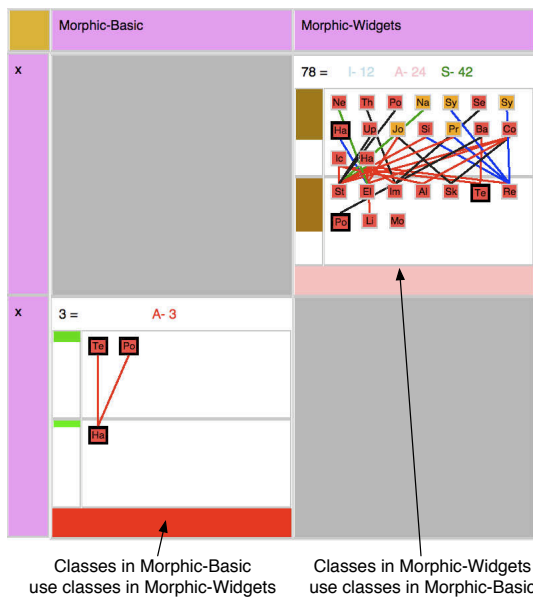 Morphic-Basic Morphic-Widgets
x 78 = I- 12 A- 24 S- 42
Ne Th Po Na Sy Se Sy
Ha Up Jo Si Pr Ba Co
Ic Ha
St El Im Al Sk Te Re
Po Li Mo
x 3 = A- 3
Te Po
Ha
Classes in Morphic-Basic Classes in Morphic-Widgets
use classes in Morphic-Widgets use classes in Morphic-Basic